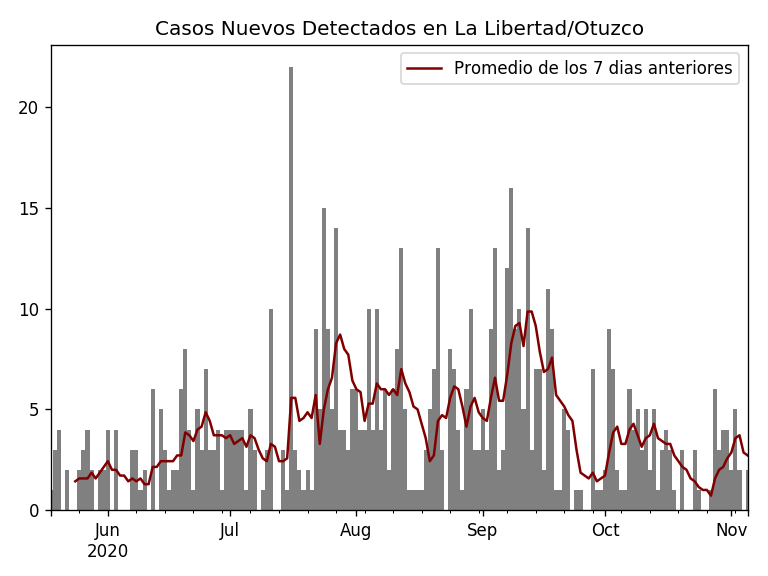 Casos Nuevos Detectados en La Libertad/Otuzco
Promedio de los 7 dias anteriores
20
15
10
5
0
Jun Jul Aug Sep Oct Nov
2020